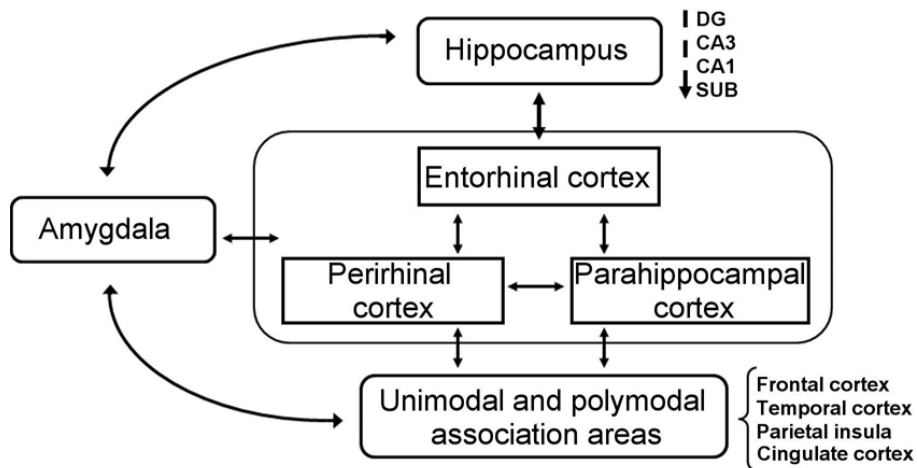 Hippocampus
DG
CA3
CA1
SUB
Entorhinal cortex
Amygdala
Perirhinal
cortex
Parahippocampal
cortex
Unimodal and polymodal
association areas
Frontal cortex
Temporal cortex
Parietal insula
Cingulate cortex